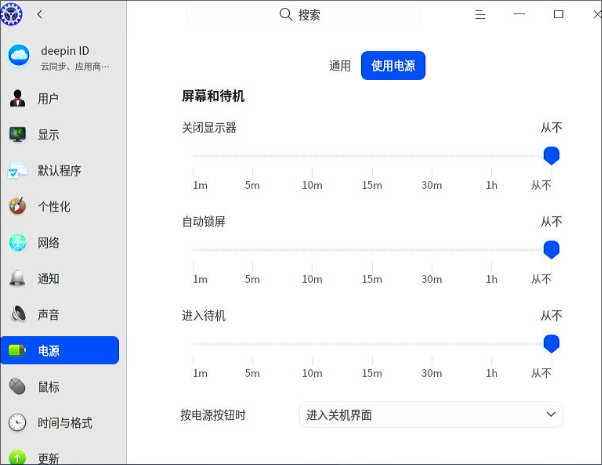 搜索
deepin ID
云同步、应用商…
用户
显示
默认程序
个性化
网络
通知
声音
电源
鼠标
时间与格式
更新
通用 使用电源
屏幕和待机
关闭显示器 从不
1m 5m 10m 15m 30m 1h 从不
自动锁屏 从不
1m 5m 10m 15m 30m 1h 从不
进入待机 从不
1m 5m 10m 15m 30m 1h 从不
按电源按钮时 进入关机界面